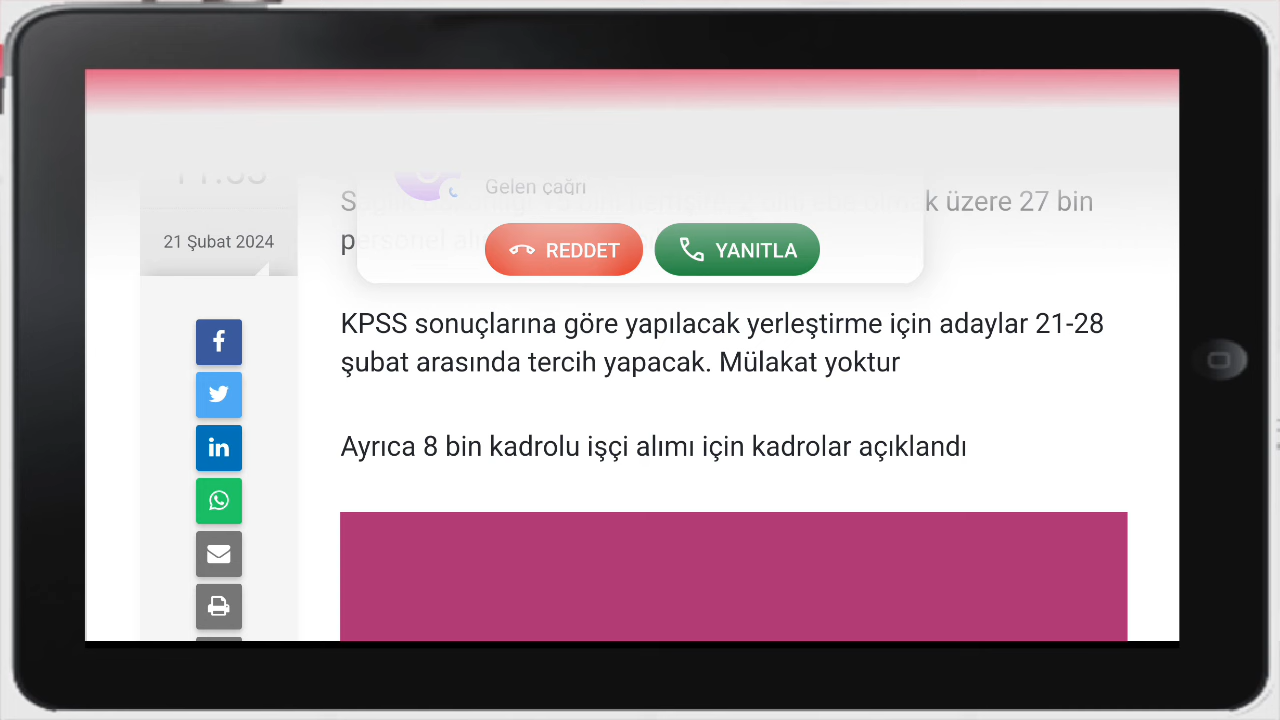 Gelen çağrı
k üzere 27 bin
21 Şubat 2024
REDDET
YANITLA
KPSS sonuçlarına göre yapılacak yerleştirme için adaylar 21-28
şubat arasında tercih yapacak. Mülakat yoktur
Ayrıca 8 bin kadrolu işçi alımı için kadrolar açıklandı